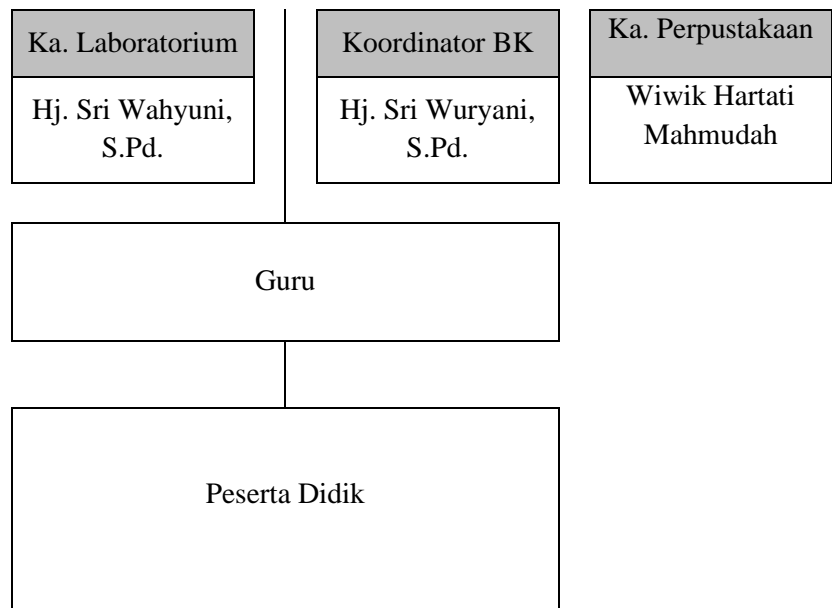 Ka. Laboratorium
Hj. Sri Wahyuni,
S.Pd.
Koordinator BK
Hj. Sri Wuryani,
S.Pd.
Ka. Perpustakaan
Wiwik Hartati
Mahmudah
Guru
Peserta Didik